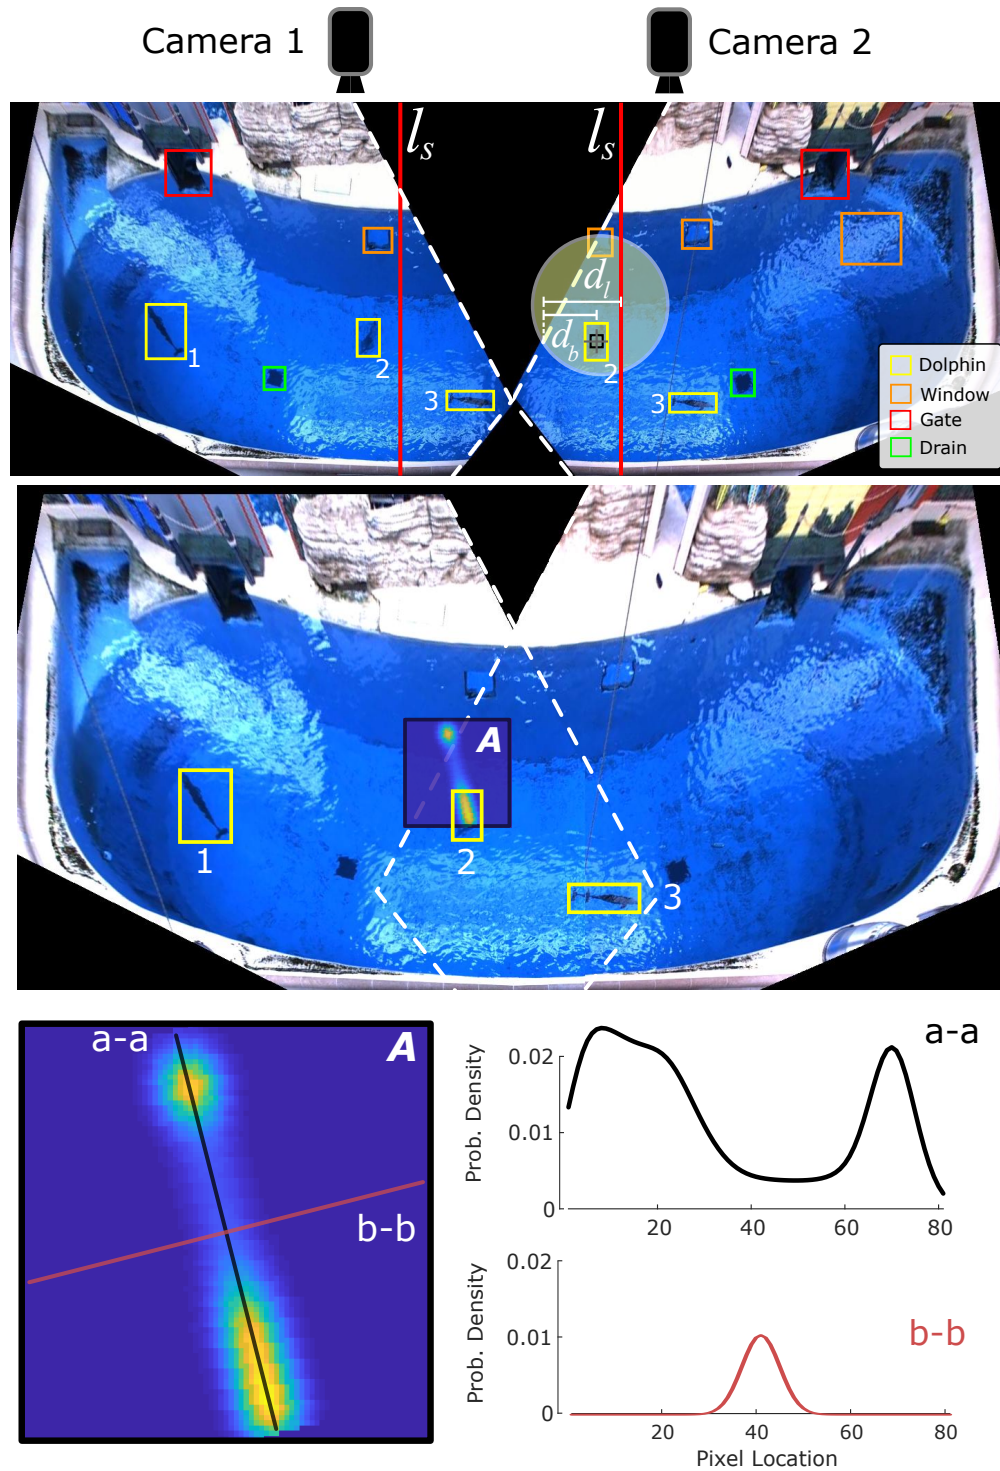 Camera 1
Camera 2
l_s
l_s
d_l
d_b
1
2
3
2
3
Dolphin
Window
Gate
Drain
A
1
2
3
a-a
A
b-b
Prob. Density
0.02
0.01
0
20
40
60
80
a-a
Prob. Density
0.01
0
20
40
60
80
b-b
Pixel Location